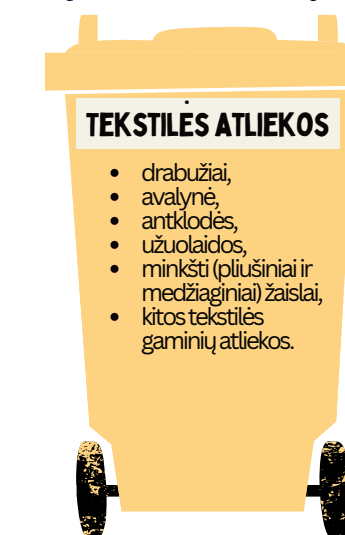 TEKSTILĖS ATLIEKOS
• drabužiai,
• avalynė,
• antklodės,
• užuolaidos,
• minkšti (pliušiniai ir
medžiaginiai) žaislai,
• kitos tekstilės
gaminių atliekos.